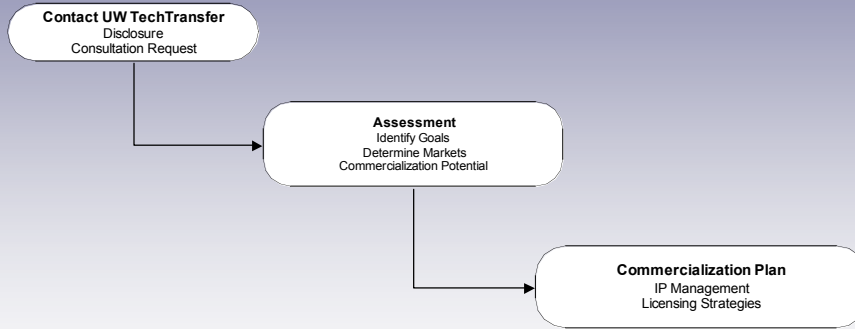 Contact UW TechTransfer
Disclosure
Consultation Request
Assessment
Identify Goals
Determine Markets
Commercialization Potential
Commercialization Plan
IP Management
Licensing Strategies